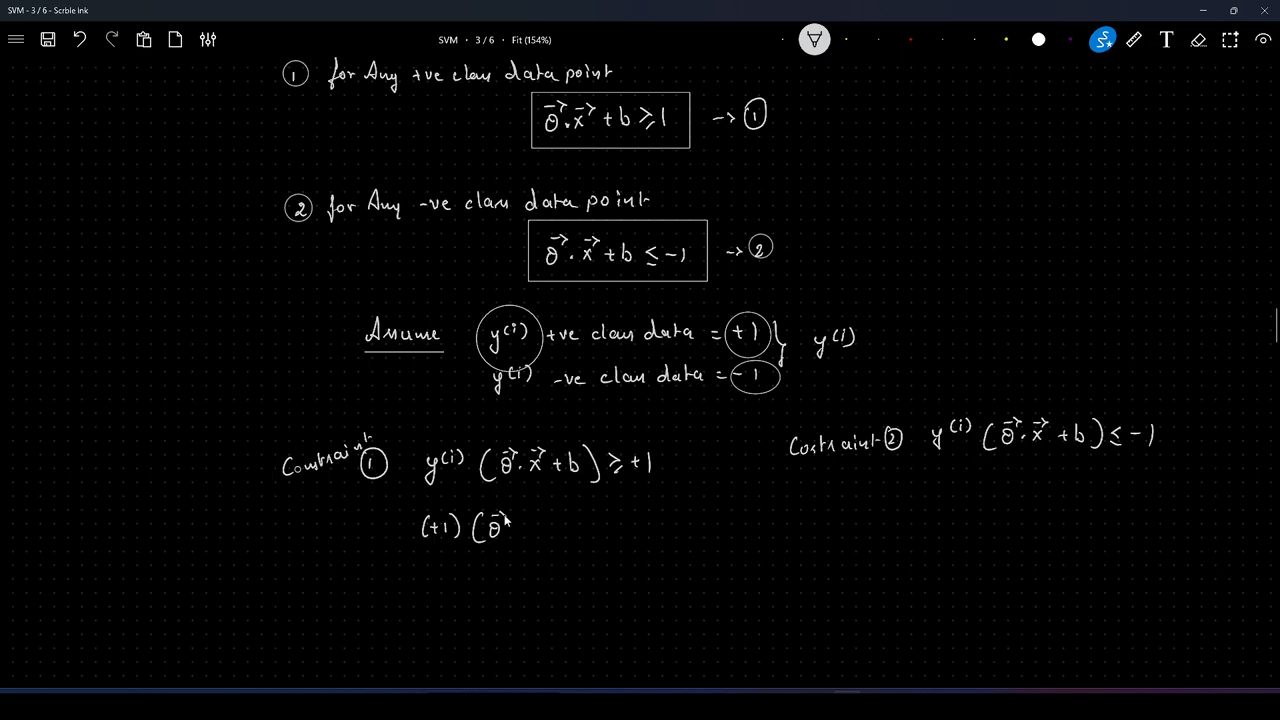 SVM - 3 / 6 - Scrble Ink
SVM • 3 / 6 • Fit (154%)
① for Any +ve class data point
θ⃗.x⃗ + b ≥ 1 → ①
② for Any -ve class data point
θ⃗.x⃗ + b ≤ -1 → ②
Assume y(i) +ve class data = +1 } y(i)
y(i) -ve class data = -1
Constraint ① y(i) (θ⃗.x⃗ + b) ≥ +1
Costraint ② y(i) (θ⃗.x⃗ + b) ≤ -1
(+1) (θ⃗